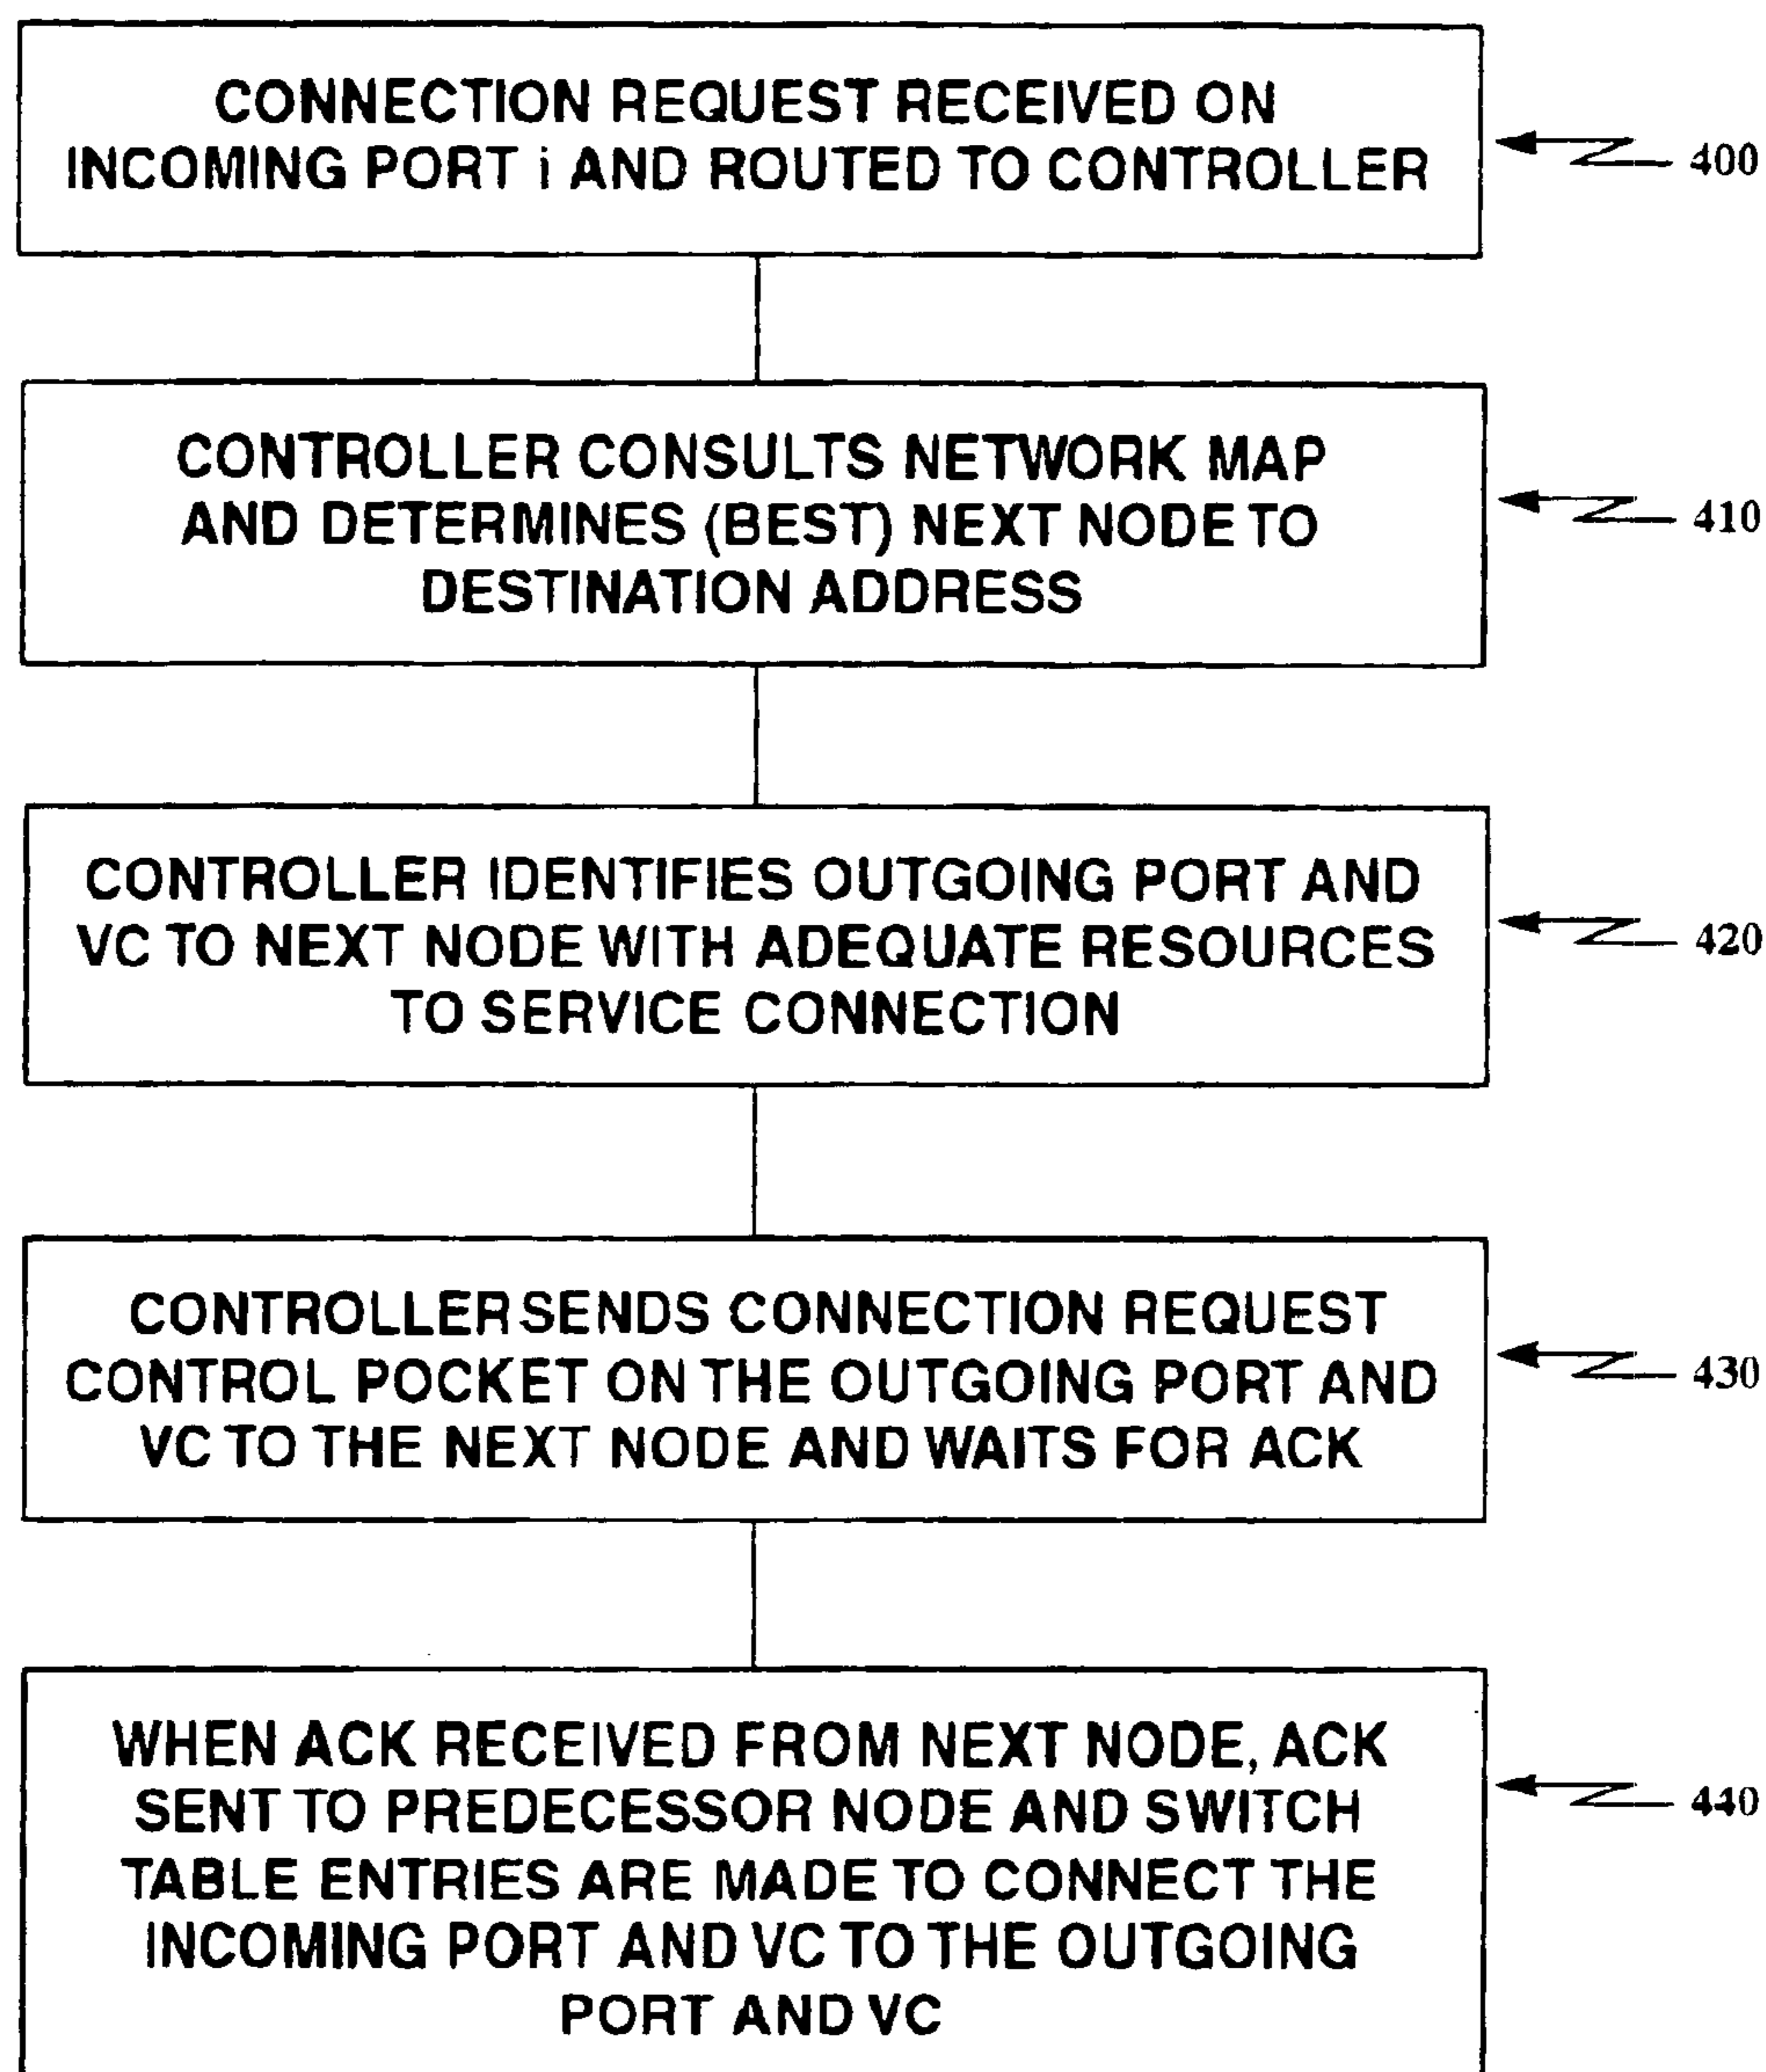 CONNECTION REQUEST RECEIVED ON
INCOMING PORT i AND ROUTED TO CONTROLLER
400
CONTROLLER CONSULTS NETWORK MAP
AND DETERMINES (BEST) NEXT NODE TO
DESTINATION ADDRESS
410
CONTROLLER IDENTIFIES OUTGOING PORT AND
VC TO NEXT NODE WITH ADEQUATE RESOURCES
TO SERVICE CONNECTION
420
CONTROLLER SENDS CONNECTION REQUEST
CONTROL POCKET ON THE OUTGOING PORT AND
VC TO THE NEXT NODE AND WAITS FOR ACK
430
WHEN ACK RECEIVED FROM NEXT NODE, ACK
SENT TO PREDECESSOR NODE AND SWITCH
TABLE ENTRIES ARE MADE TO CONNECT THE
INCOMING PORT AND VC TO THE OUTGOING
PORT AND VC
440